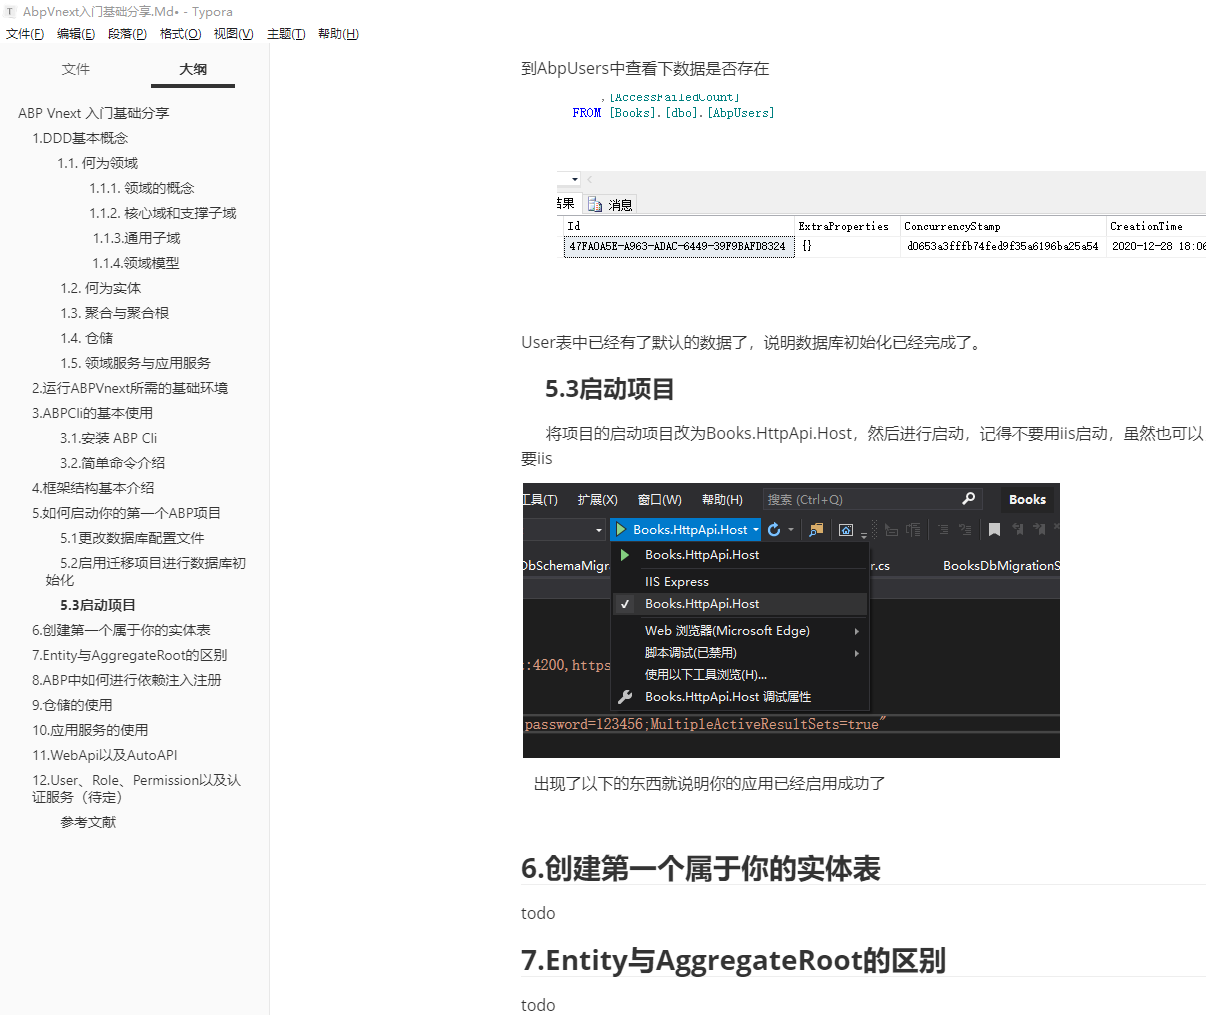 AbpVnext入门基础分享.Md• - Typora
文件(F) 编辑(E) 段落(P) 格式(O) 视图(V) 主题(T) 帮助(H)
文件 大纲
ABP Vnext 入门基础分享
1.DDD基本概念
1.1. 何为领域
1.1.1. 领域的概念
1.1.2. 核心域和支撑子域
1.1.3.通用子域
1.1.4.领域模型
1.2. 何为实体
1.3. 聚合与聚合根
1.4. 仓储
1.5. 领域服务与应用服务
2.运行ABPVnext所需的基础环境
3.ABPCli的基本使用
3.1.安装 ABP Cli
3.2.简单命令介绍
4.框架结构基本介绍
5.如何启动你的第一个ABP项目
5.1更改数据库配置文件
5.2启用迁移项目进行数据库初
始化
5.3启动项目
6.创建第一个属于你的实体表
7.Entity与AggregateRoot的区别
8.ABP中如何进行依赖注入注册
9.仓储的使用
10.应用服务的使用
11.WebApi以及AutoAPI
12.User、Role、Permission以及认
证服务（待定）
参考文献
到AbpUsers中查看下数据是否存在
,[AccessFailedCount]
FROM [Books].[dbo].[AbpUsers]
结果 消息
Id ExtraProperties ConcurrencyStamp CreationTime
47FA0A5E-A963-ADAC-6449-39F9BAFD8324 {} d0653a3fffb74fed9f35a6196ba25a54 2020-12-28 18:06
User表中已经有了默认的数据了，说明数据库初始化已经完成了。
5.3启动项目
将项目的启动项目改为Books.HttpApi.Host，然后进行启动，记得不要用iis启动，虽然也可以
要iis
工具(T) 扩展(X) 窗口(W) 帮助(H) 搜索 (Ctrl+Q) Books
Books.HttpApi.Host
DbSchemaMigra r.cs BooksDbMigrationS
Books.HttpApi.Host
IIS Express
Books.HttpApi.Host
Web 浏览器(Microsoft Edge)
脚本调试(已禁用)
:4200,https
使用以下工具浏览(H)...
Books.HttpApi.Host 调试属性
password=123456;MultipleActiveResultSets=true"
出现了以下的东西就说明你的应用已经启用成功了
6.创建第一个属于你的实体表
todo
7.Entity与AggregateRoot的区别
todo